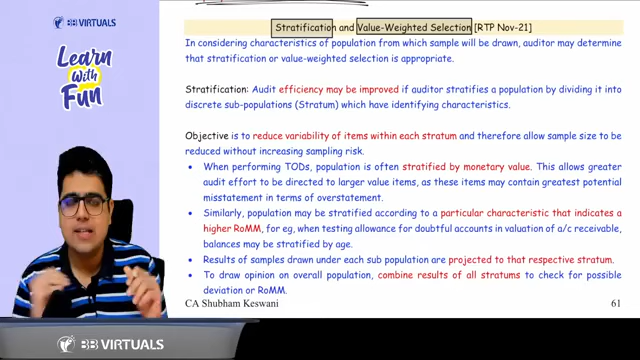 BB VIRTUALS
Learn
With
Fun
Stratification and Value-Weighted Selection [RTP Nov-21]
In considering characteristics of population from which sample will be drawn, auditor may determine
that stratification or value-weighted selection is appropriate.
Stratification: Audit efficiency may be improved if auditor stratifies a population by dividing it into
discrete sub-populations (Stratum) which have identifying characteristics.
Objective is to reduce variability of items within each stratum and therefore allow sample size to be
reduced without increasing sampling risk.
• When performing TODs, population is often stratified by monetary value. This allows greater
audit effort to be directed to larger value items, as these items may contain greatest potential
misstatement in terms of overstatement.
• Similarly, population may be stratified according to a particular characteristic that indicates a
higher RoMM, for eg, when testing allowance for doubtful accounts in valuation of a/c receivable,
balances may be stratified by age.
• Results of samples drawn under each sub population are projected to that respective stratum.
• To draw opinion on overall population, combine results of all stratums to check for possible
deviation or RoMM.
CA Shubham Keswani 61
BB VIRTUALS